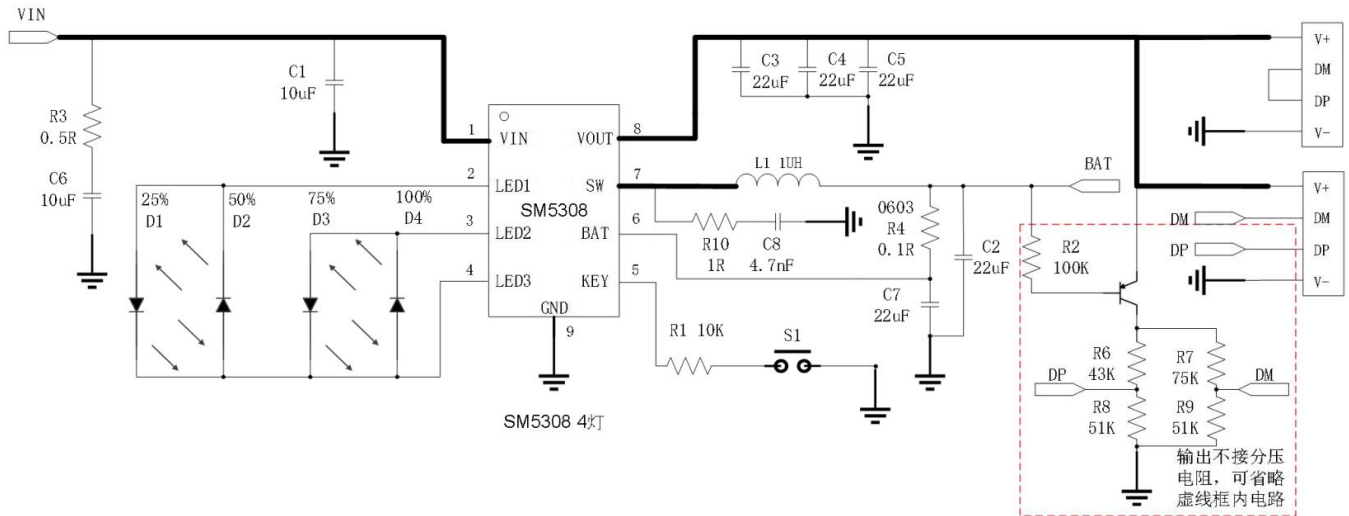 VIN
R3
0.5R
C6
10uF
C1
10uF
25%
D1
50%
D2
75%
D3
100%
D4
1
2
3
4
VIN
LED1
LED2
LED3
VOUT
SW
BAT
KEY
GND
SM5308
8
7
6
5
9
C3
22uF
C4
22uF
C5
22uF
L1 1UH
R10
1R
C8
4.7nF
R1 10K
S1
0603
R4
0.1R
C7
22uF
C2
22uF
BAT
R2
100K
V+
DM
DP
V-
V+
DM
DP
V-
DM
DP
R6
43K
R7
75K
DP
DM
R8
51K
R9
51K
输出不接分压
电阻，可省略
虚线框内电路
SM5308 4灯